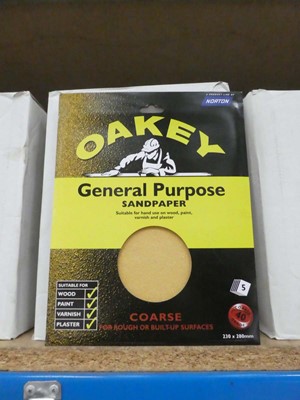 NORTON
OAKEY
General Purpose
SANDPAPER
Suitable for hand use on wood, paint,
varnish and plaster
SUITABLE FOR
WOOD
PAINT
VARNISH
PLASTER
5
COARSE
FOR ROUGH OR BUILT-UP SURFACES
230 x 280mm